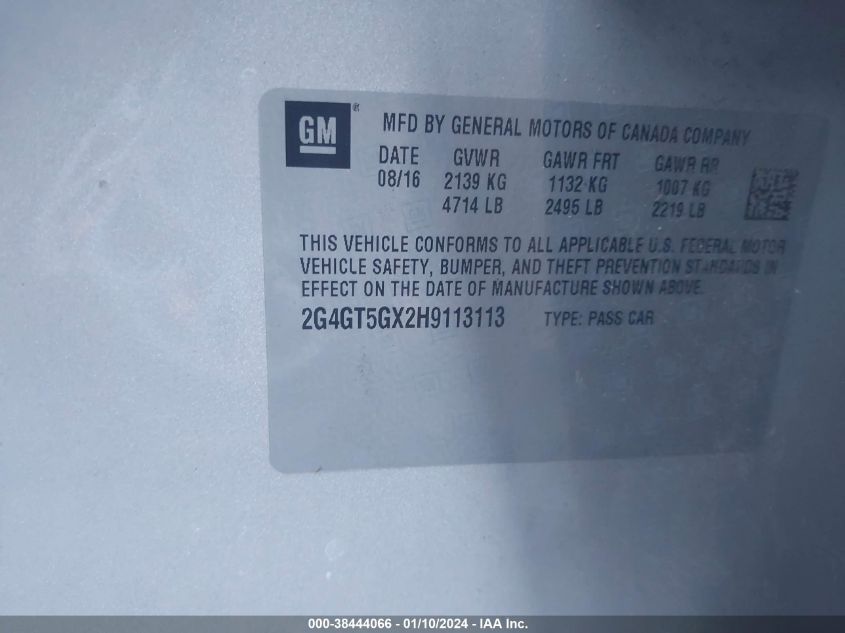 GM ®
MFD BY GENERAL MOTORS OF CANADA COMPANY
DATE GVWR GAWR FRT GAWR RR
08/16 2139 KG 1132 KG 1007 KG
4714 LB 2495 LB 2219 LB
THIS VEHICLE CONFORMS TO ALL APPLICABLE U.S. FEDERAL MOTOR
VEHICLE SAFETY, BUMPER, AND THEFT PREVENTION STANDARDS IN
EFFECT ON THE DATE OF MANUFACTURE SHOWN ABOVE.
2G4GT5GX2H9113113 TYPE: PASS CAR
000-38444066 - 01/10/2024 - IAA Inc.